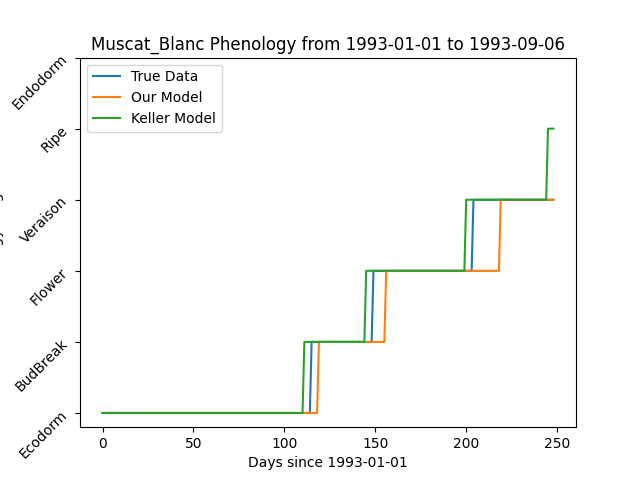 Muscat_Blanc Phenology from 1993-01-01 to 1993-09-06
True Data
Our Model
Keller Model
Endodorm
Ripe
Veraison
Flower
BudBreak
Ecodorm
0 50 100 150 200 250
Days since 1993-01-01